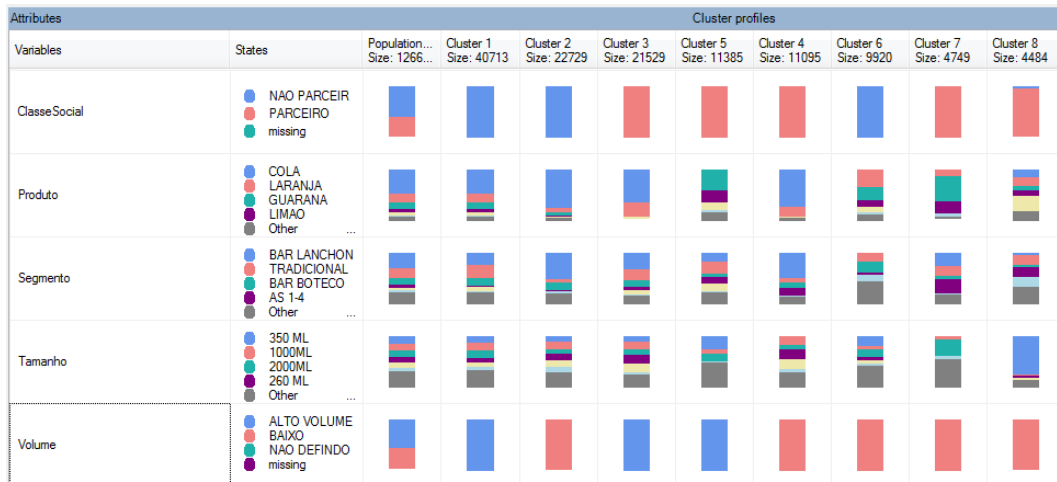 Attributes
Cluster profiles
Variables
States
Population...
Size: 1266...
Cluster 1
Size: 40713
Cluster 2
Size: 22729
Cluster 3
Size: 21529
Cluster 5
Size: 11385
Cluster 4
Size: 11095
Cluster 6
Size: 9920
Cluster 7
Size: 4749
Cluster 8
Size: 4484
ClasseSocial
NAO PARCEIR
PARCEIRO
missing
Produto
COLA
LARANJA
GUARANA
LIMAO
Other ...
Segmento
BAR LANCHON
TRADICIONAL
BAR BOTECO
AS 1-4
Other ...
Tamanho
350 ML
1000ML
2000ML
260 ML
Other ...
Volume
ALTO VOLUME
BAIXO
NAO DEFINDO
missing